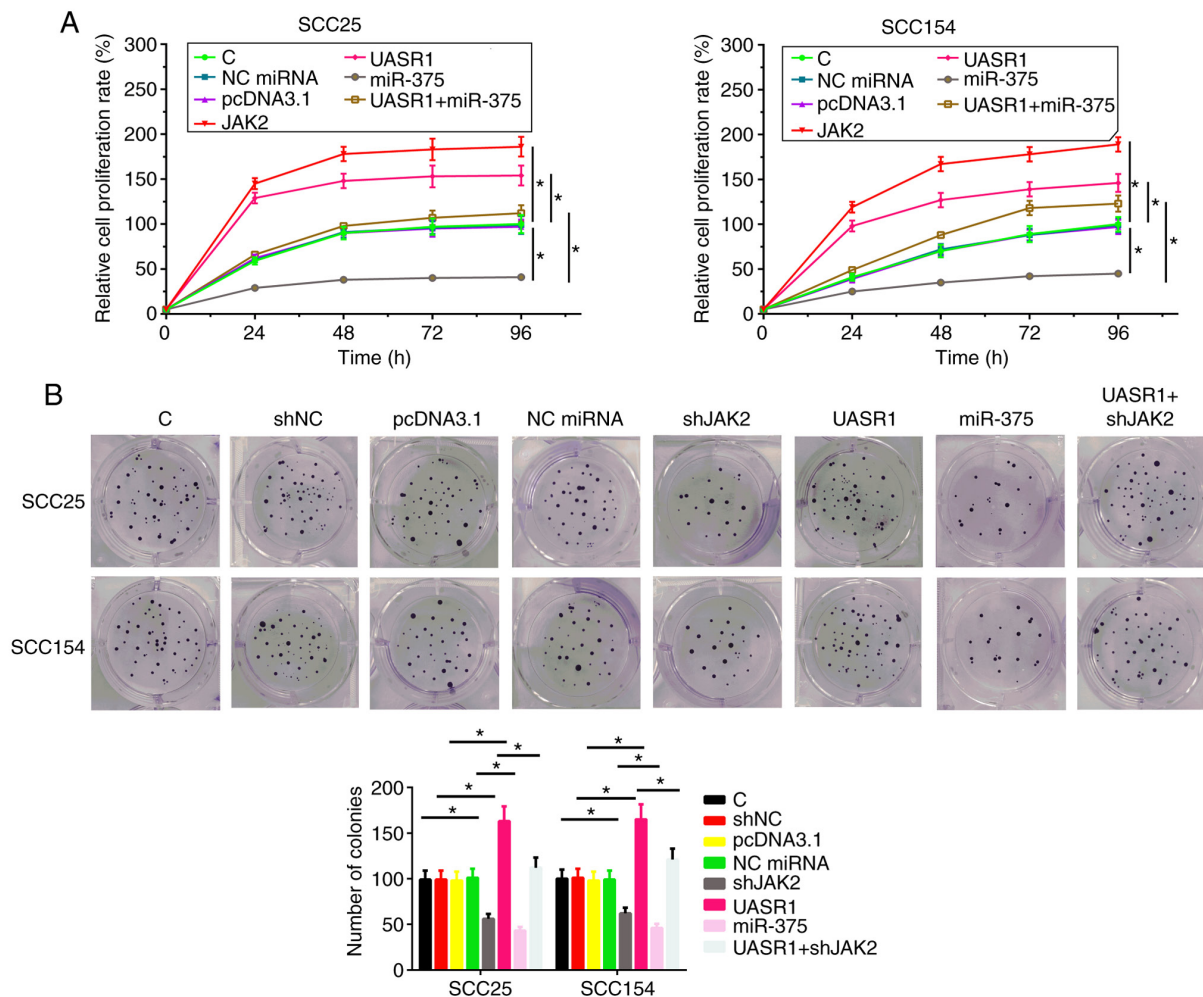 A
SCC25
Relative cell proliferation rate (%)
300
250
200
150
100
50
0
C
NC miRNA
pcDNA3.1
JAK2
UASR1
miR-375
UASR1+miR-375
*
*
*
*
0 24 48 72 96
Time (h)
SCC154
Relative cell proliferation rate (%)
300
250
200
150
100
50
0
C
NC miRNA
pcDNA3.1
JAK2
UASR1
miR-375
UASR1+miR-375
*
*
*
*
0 24 48 72 96
Time (h)
B
C shNC pcDNA3.1 NC miRNA shJAK2 UASR1 miR-375 UASR1+
shJAK2
SCC25
SCC154
Number of colonies
200
150
100
50
0
* * * * *
* * * * *
SCC25 SCC154
C
shNC
pcDNA3.1
NC miRNA
shJAK2
UASR1
miR-375
UASR1+shJAK2